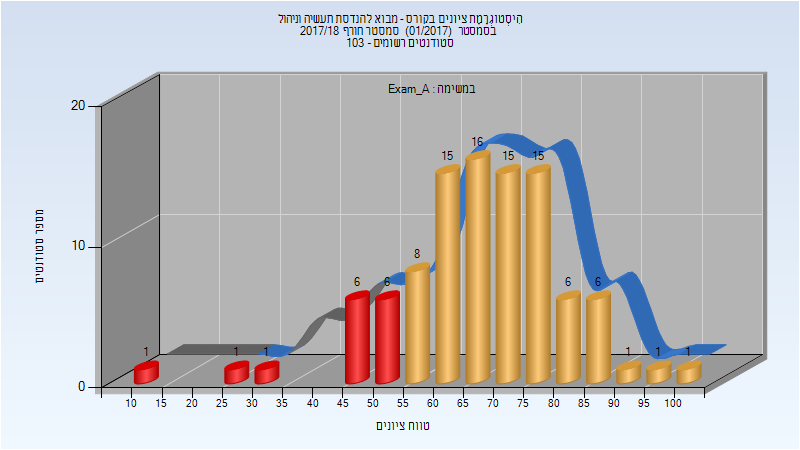 היסטוגרמת ציונים בקורס - מבוא להנדסת תעשיה וניהול
בסמסטר (01/2017) סמסטר חורף 2017/18
סטודנטים רשומים - 103
במשימה : Exam_A
20
10
0
מספר סטודנטים
1 1 1 6 6 8 15 16 15 15 6 6 1 1 1
10 15 20 25 30 35 40 45 50 55 60 65 70 75 80 85 90 95 100
טווח ציונים